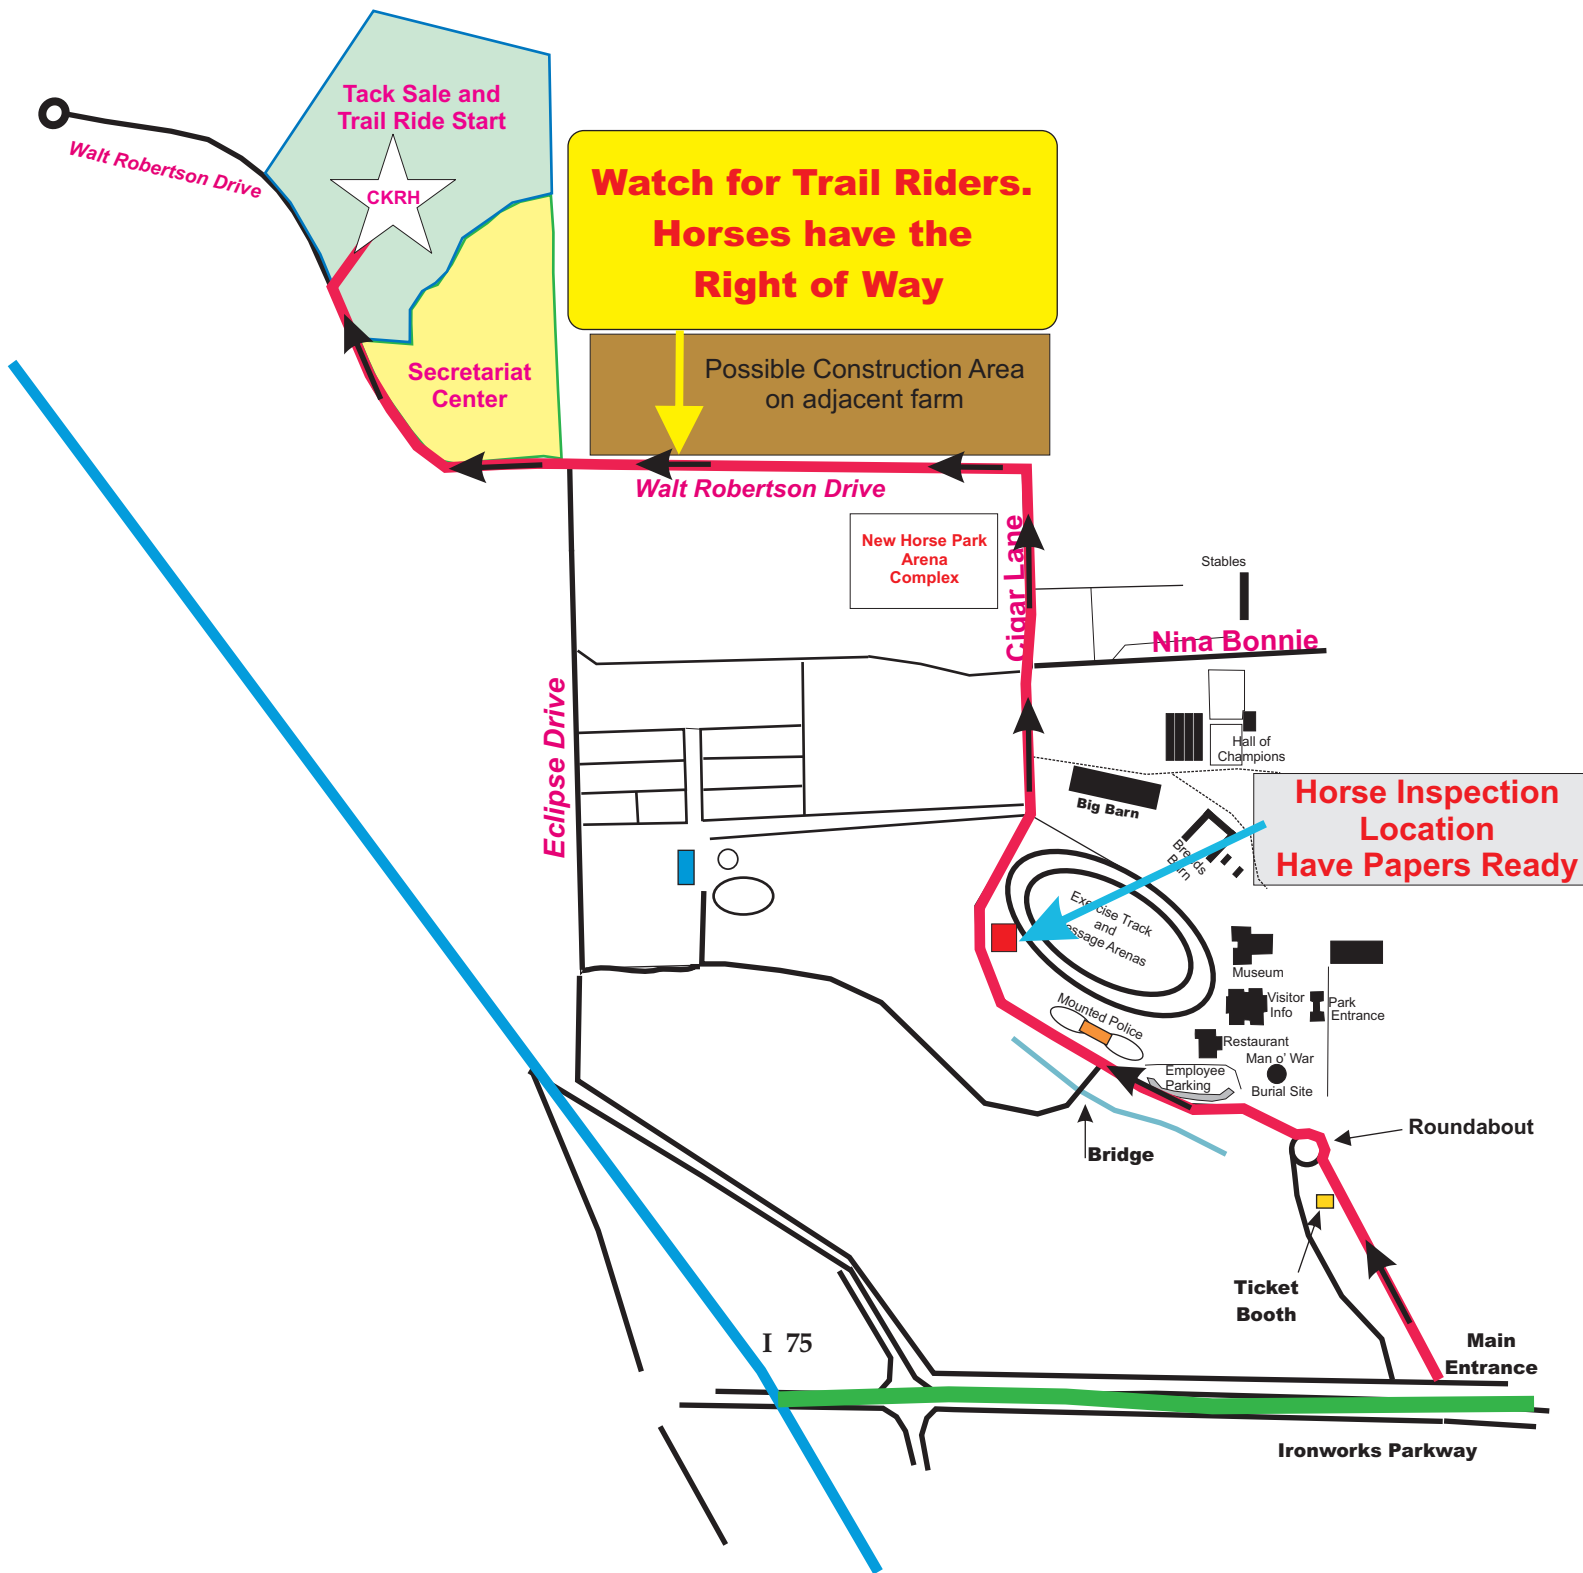 Tack Sale and
Trail Ride Start
Walt Robertson Drive
CKRH
Watch for Trail Riders.
Horses have the
Right of Way
Possible Construction Area
on adjacent farm
Secretariat
Center
Walt Robertson Drive
New Horse Park
Arena
Complex
Cigar Lane
Stables
Nina Bonnie
Eclipse Drive
Hall of
Champions
Big Barn
Horse Inspection
Location
Have Papers Ready
Barn
Exercise Track
and
Arenas
Museum
Mounted Police
Visitor
Info
Park
Entrance
Restaurant
Man o' War
Burial Site
Employee
Parking
Roundabout
Bridge
Ticket
Booth
Main
Entrance
I 75
Ironworks Parkway